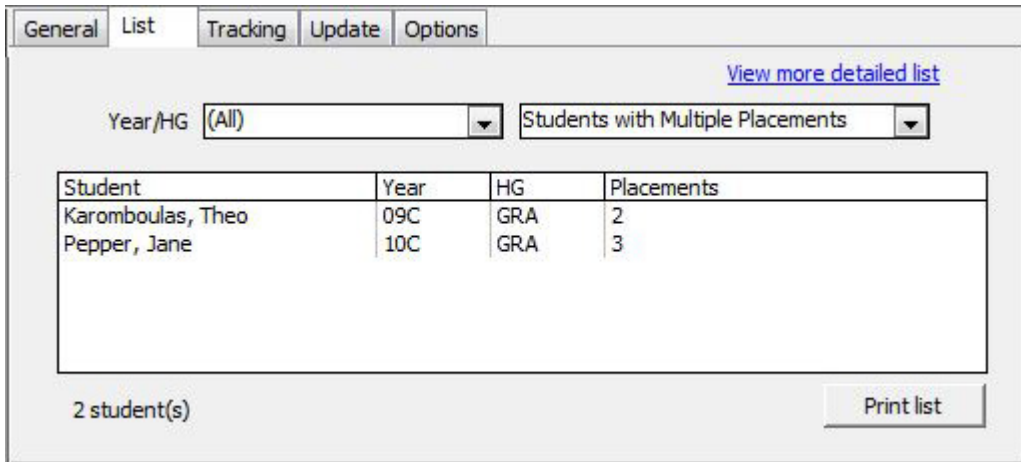 General List Tracking Update Options
View more detailed list
Year/HG (All) Students with Multiple Placements
Student Year HG Placements
Karomboulas, Theo 09C GRA 2
Pepper, Jane 10C GRA 3
2 student(s) Print list